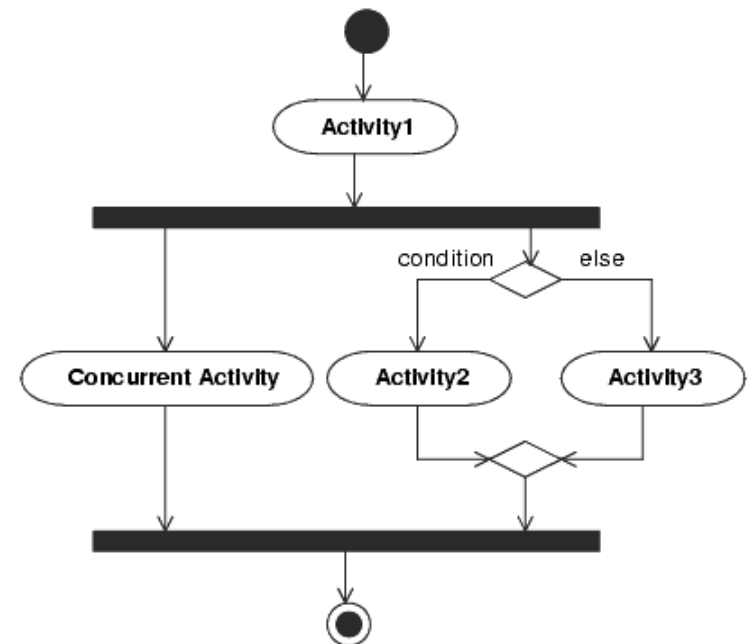 Activity1
condition
else
Concurrent Activity
Activity2
Activity3